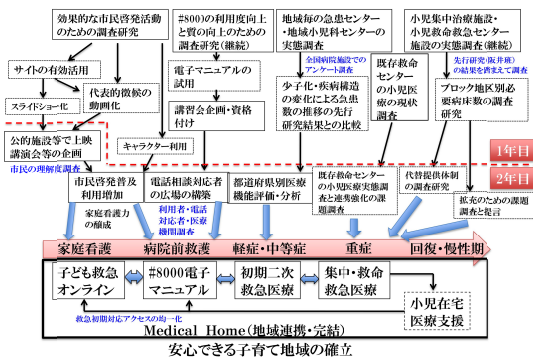 効果的な市民啓発活動
のための調査研究
#800)の利用度向上
と質の向上のための
調査研究(継続)
地域毎の急患センター
・地域小児科センターの
実態調査
小児集中治療施設・
小児救命救急センター
施設の実態調査(継続)
サイトの有効活用
電子マニュアルの
試用
全国病院施設での
アンケート調査
既存救命
センター
の小児医
療の現状
調査
先行研究(阪井班)
の結果を踏まえて調査
代表的徴候の
動画化
スライドショー化
少子化・疾病構造
の変化による急患
数の推移の先行
研究結果との比較
ブロック地区別必
要病床数の調査
研究
講習会企画・資格
付け
公的施設等で上映
講演会等の企画
キャラクター利用
1年目
市民の理解度調査
2年目
市民啓発普及
利用増加
電話相談対応者
の広場の構築
都道府県別医療
機能評価・分析
既存救命センター
の小児医療実態調
査と連携強化の課
題調査
代替提供体制
の調査研究
拡充のための課題
調査と提言
家庭看護力
の醸成
利用者・電話
対応者・医療
機関調査
家庭看護
病院前救護
軽症・中等症
重症
回復・慢性期
子ども救急
オンライン
#8000電子
マニュアル
初期二次
救急医療
集中・救命
救急医療
小児在宅
医療支援
救急初期対応アクセスの均一化
Medical Home(地域連携・完結)
安心できる子育て地域の確立